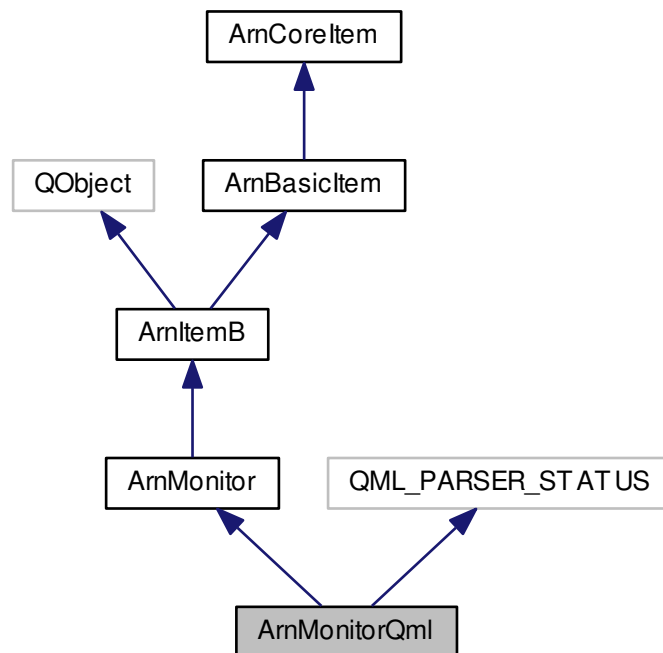 ArnCoreItem
QObject
ArnBasicItem
ArnItemB
ArnMonitor
QML_PARSER_STATUS
ArnMonitorQml